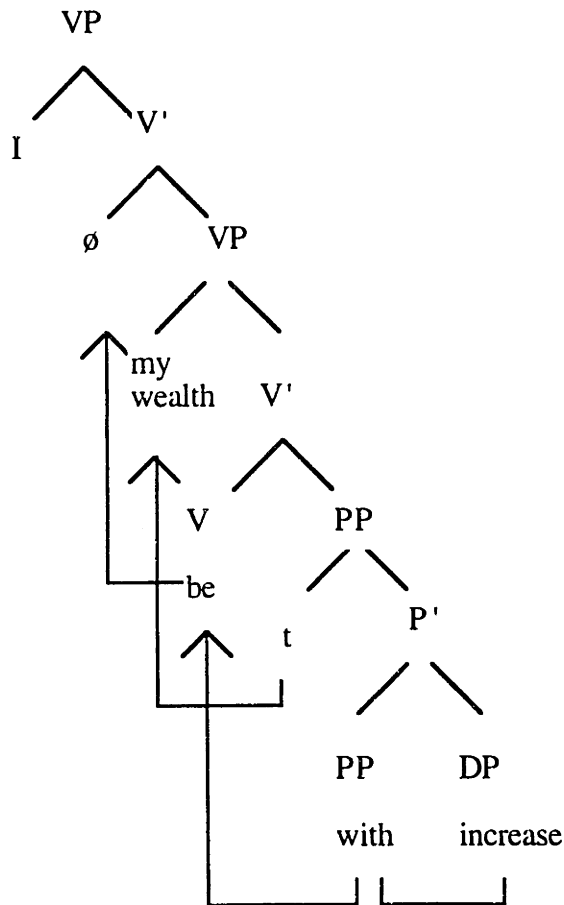 VP
I V'
ø VP
my
wealth V'
V PP
be P'
t
PP DP
with increase